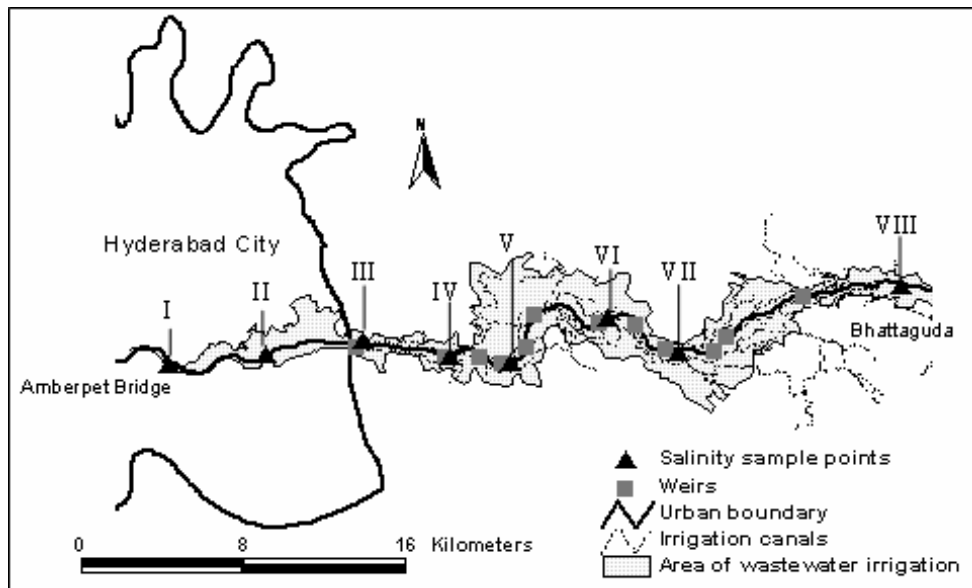 N
Hyderabad City
I
II
III
IV
V
VI
VII
VIII
Amberpet Bridge
Bhattaguda
Salinity sample points
Weirs
Urban boundary
Irrigation canals
Area of wastewater irrigation
0 8 16 Kilometers